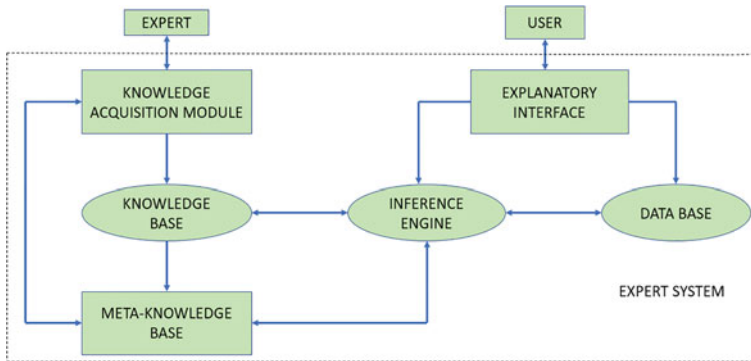 EXPERT
USER
KNOWLEDGE
ACQUISITION MODULE
EXPLANATORY
INTERFACE
KNOWLEDGE
BASE
INFERENCE
ENGINE
DATA BASE
META-KNOWLEDGE
BASE
EXPERT SYSTEM